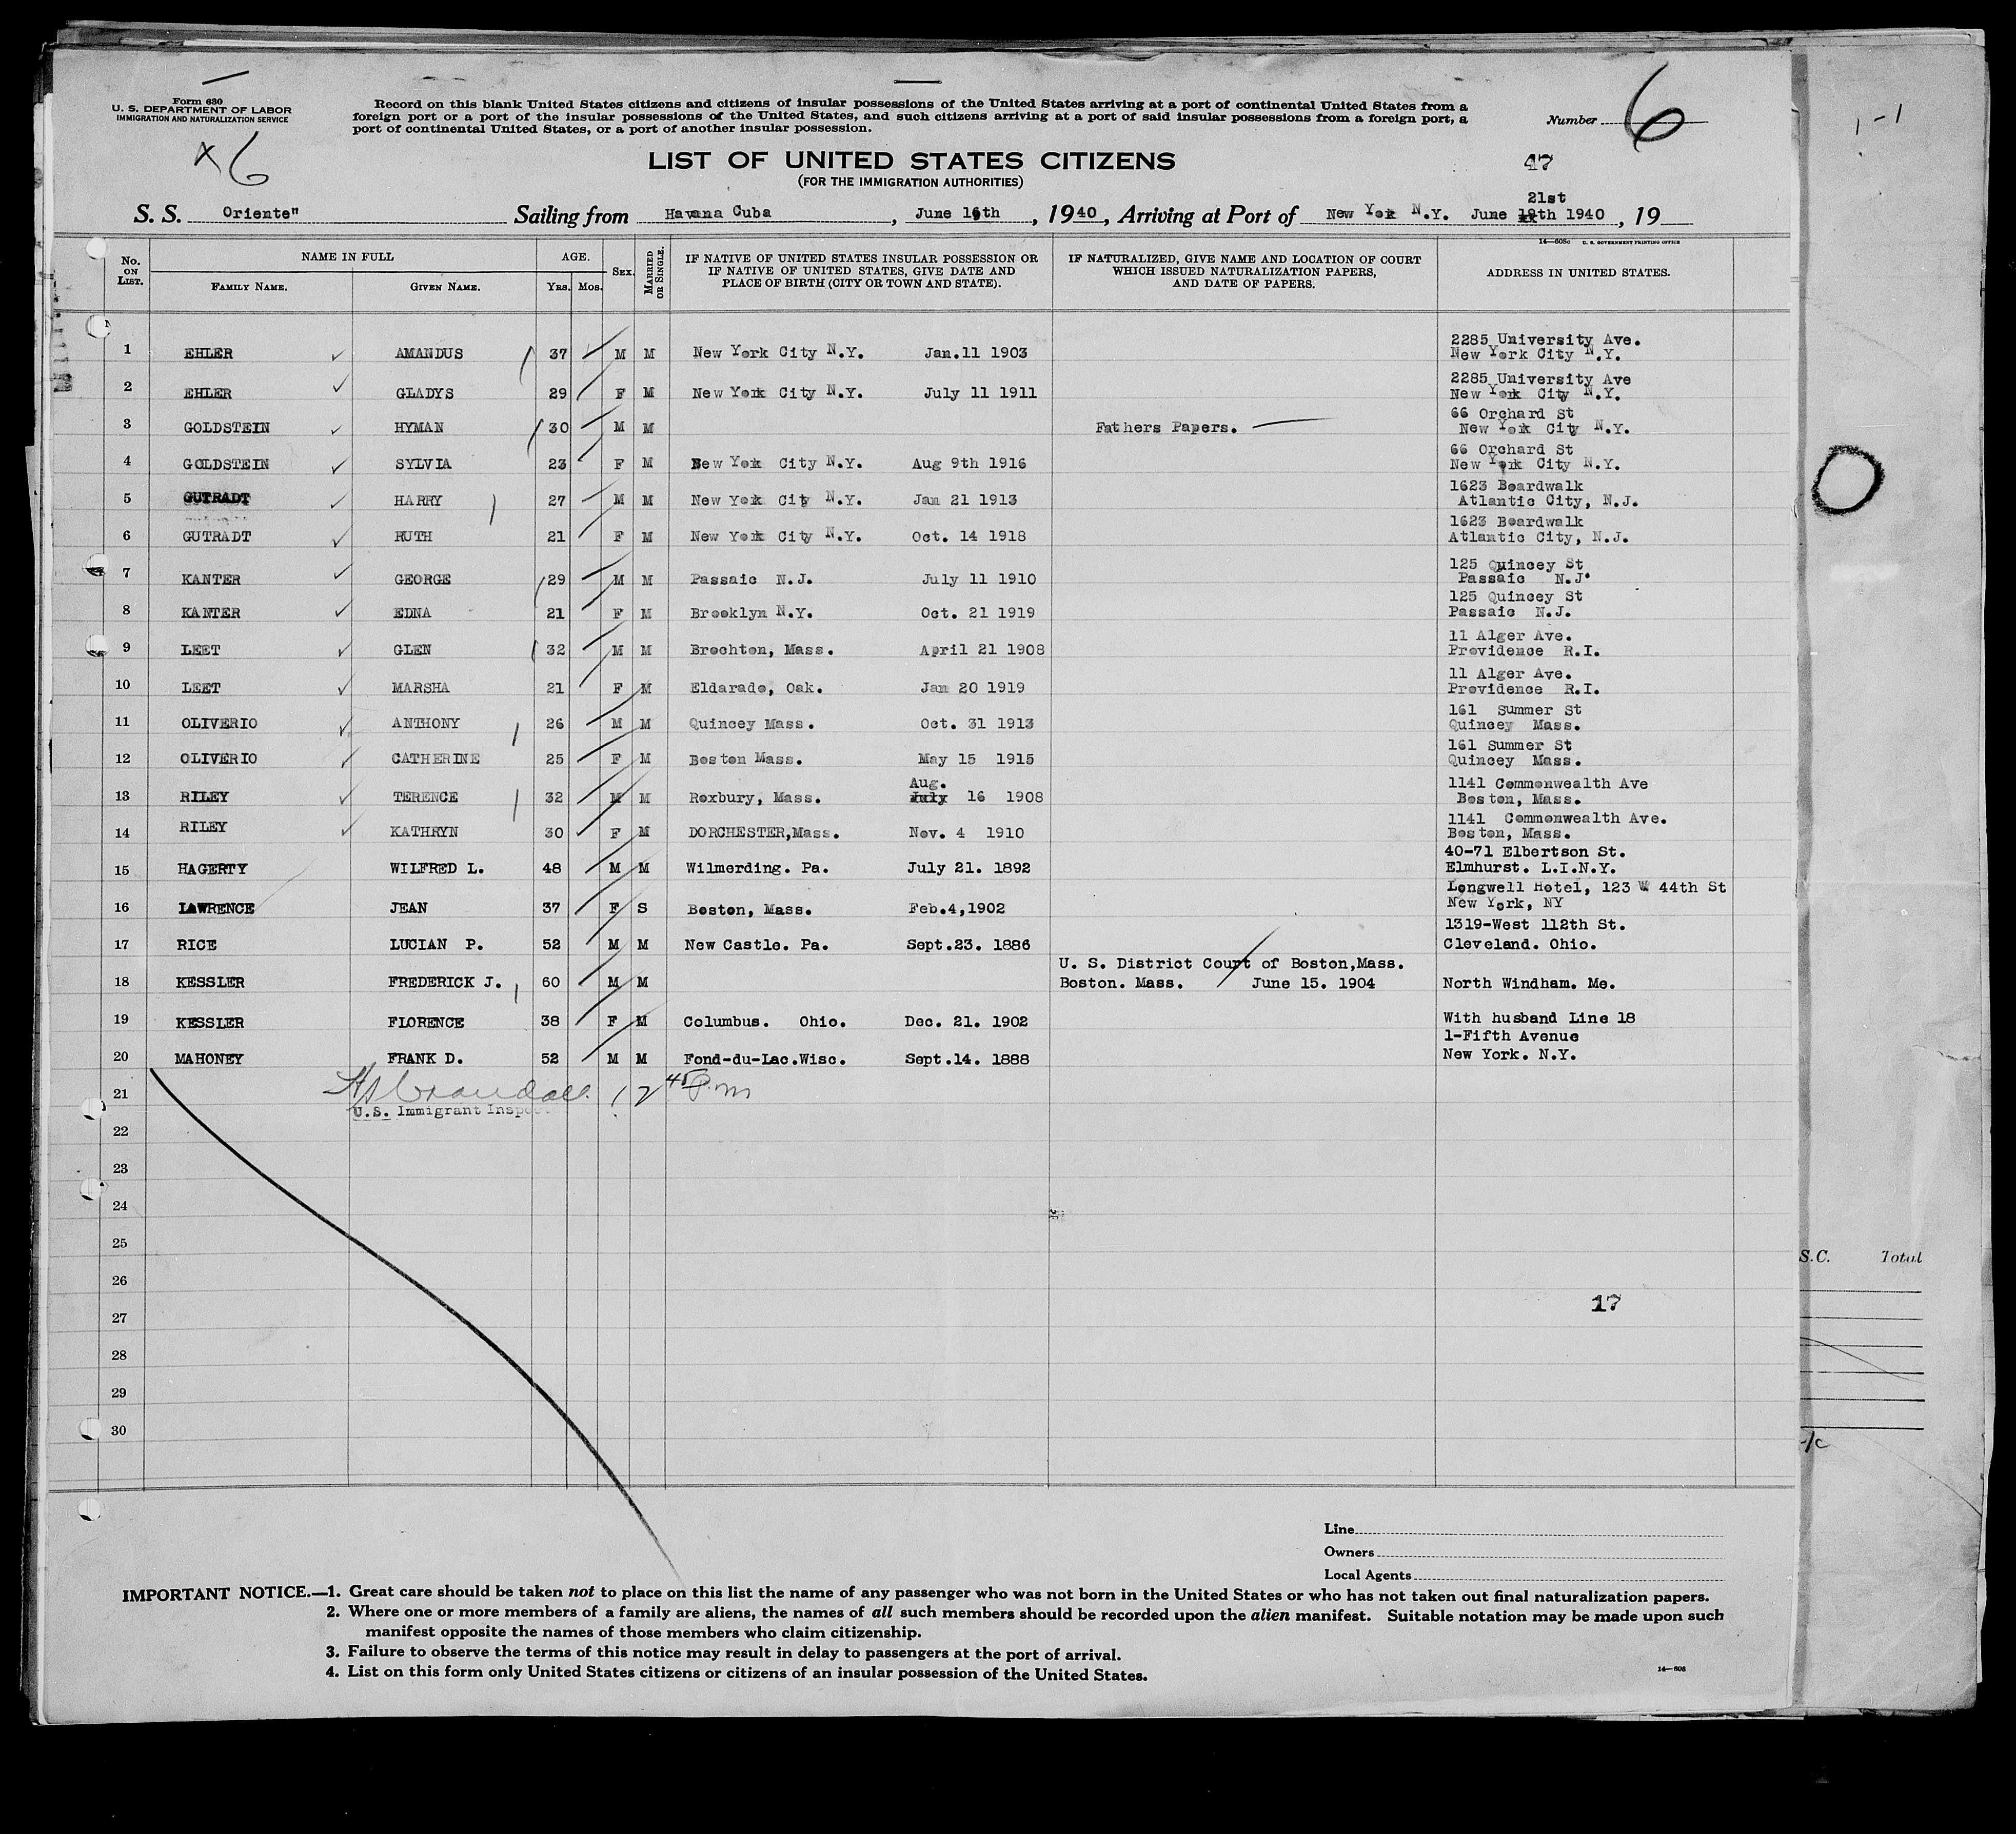 Form 630
U. S. DEPARTMENT OF LABOR
IMMIGRATION AND NATURALIZATION SERVICE
Record on this blank United States citizens and citizens of insular possessions of the United States arriving at a port of continental United States from a
foreign port or a port of the insular possessions of the United States, and such citizens arriving at a port of said insular possessions from a foreign port, a
port of continental United States, or a port of another insular possession.
Number 6
x 6
LIST OF UNITED STATES CITIZENS
(FOR THE IMMIGRATION AUTHORITIES)
47
21st
S. S. Oriente" Sailing from Havana Cuba , June 16th , 1940 , Arriving at Port of New Yok N.Y. June 19th 1940 , 19
14—608c U. S. GOVERNMENT PRINTING OFFICE
No. ON LIST. NAME IN FULL AGE. SEX. MARRIED OR SINGLE. IF NATIVE OF UNITED STATES INSULAR POSSESSION OR IF NATIVE OF UNITED STATES, GIVE DATE AND PLACE OF BIRTH (CITY OR TOWN AND STATE). IF NATURALIZED, GIVE NAME AND LOCATION OF COURT WHICH ISSUED NATURALIZATION PAPERS, AND DATE OF PAPERS. ADDRESS IN UNITED STATES.
FAMILY NAME. GIVEN NAME. YRS. MOS.
2285 University Ave.
1 EHLER AMANDUS 37 M M New York City N.Y. Jan.11 1903 New York City N.Y.
2285 University Ave
2 EHLER GLADYS 29 F M New York City N.Y. July 11 1911 New York City N.Y.
66 Orchard St
3 GOLDSTEIN HYMAN 30 M M Fathers Papers. New Yok City N.Y.
66 Orchard St
4 GOLDSTEIN SYLVIA 23 F M New Yok City N.Y. Aug 9th 1916 New York City N.Y.
1623 Boardwalk
5 GUTRADT HARRY 27 M M New Yok City N.Y. Jan 21 1913 Atlantic City, N.J.
1623 Boardwalk
6 GUTRADT RUTH 21 F M New Yok City N.Y. Oct. 14 1918 Atlantic City, N.J.
125 Quincey St
7 KANTER GEORGE 29 M M Passaic N.J. July 11 1910 Passaic N.J.
125 Quincey St
8 KANTER EDNA 21 F M Brooklyn N.Y. Oct. 21 1919 Passaic N.J.
11 Alger Ave.
9 LEET GLEN 32 M M Brochton, Mass. April 21 1908 Providence R.I.
11 Alger Ave.
10 LEET MARSHA 21 F M Eldarado, Oak. Jan 20 1919 Providence R.I.
161 Summer St
11 OLIVERIO ANTHONY 26 M M Quincey Mass. Oct. 31 1913 Quincey Mass.
161 Summer St
12 OLIVERIO CATHERINE 25 F M Boston Mass. May 15 1915 Quincey Mass.
Aug. 1141 Commonwealth Ave
13 RILEY TERENCE 32 M M Roxbury, Mass. July 16 1908 Boston, Mass.
1141 Commonwealth Ave.
14 RILEY KATHRYN 30 F M DORCHESTER,Mass. Nov. 4 1910 Boston, Mass.
40-71 Elbertson St.
15 HAGERTY WILFRED L. 48 M M Wilmerding. Pa. July 21. 1892 Elmhurst. L.I.N.Y.
Longwell Hotel, 123 W 44th St
16 LAWRENCE JEAN 37 F S Boston, Mass. Feb.4,1902 New York, NY
1319-West 112th St.
17 RICE LUCIAN P. 52 M M New Castle. Pa. Sept.23. 1886 Cleveland. Ohio.
U. S. District Court of Boston,Mass.
18 KESSLER FREDERICK J. 60 M M Boston. Mass. June 15. 1904 North Windham. Me.
19 KESSLER FLORENCE 38 F M Columbus. Ohio. Dec. 21. 1902 With husband Line 18
1-Fifth Avenue
20 MAHONEY FRANK D. 52 M M Fond-du-Lac.Wisc. Sept.14. 1888 New York. N.Y.
21 Crandall 12 45 P.m
U.S. Immigrant Inspec
22
23
24
25
26
27 17
28
29
30
S.C. Total
Line
Owners
Local Agents
IMPORTANT NOTICE.—1. Great care should be taken not to place on this list the name of any passenger who was not born in the United States or who has not taken out final naturalization papers.
2. Where one or more members of a family are aliens, the names of all such members should be recorded upon the alien manifest. Suitable notation may be made upon such
manifest opposite the names of those members who claim citizenship.
3. Failure to observe the terms of this notice may result in delay to passengers at the port of arrival.
4. List on this form only United States citizens or citizens of an insular possession of the United States.
14—608